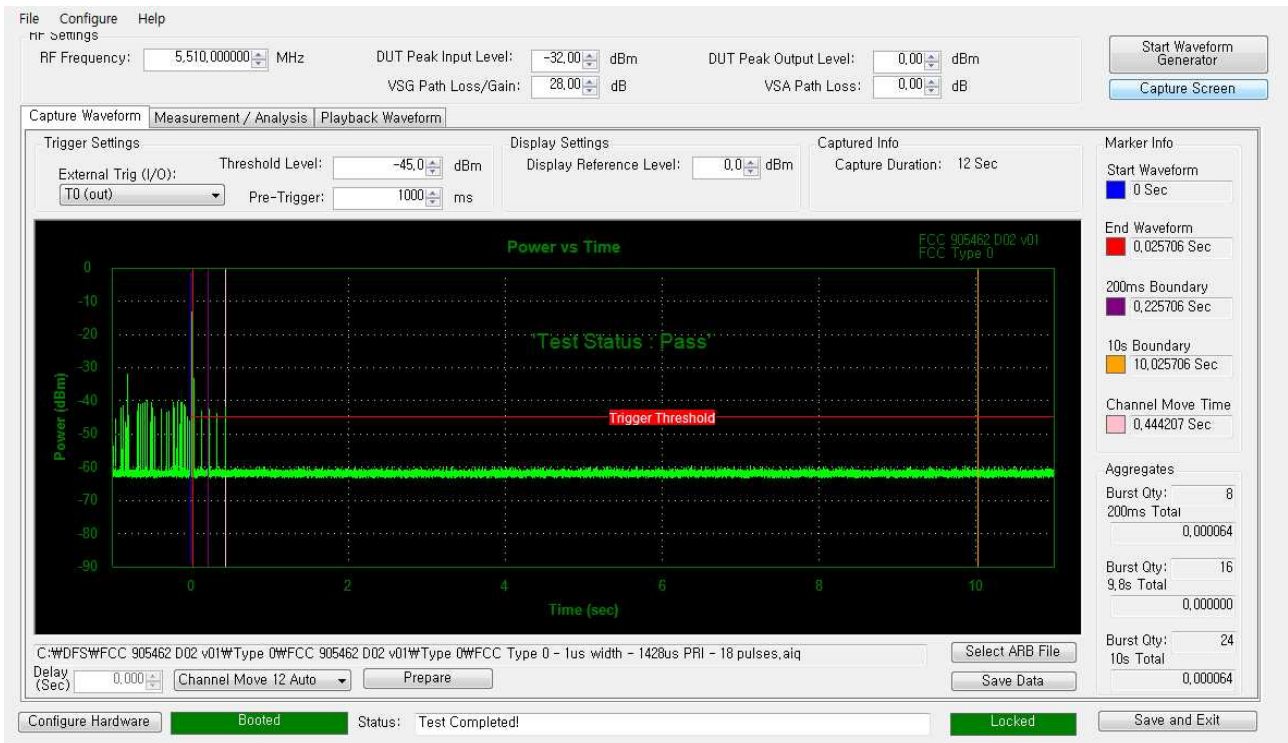 File Configure Help
RF Settings
RF Frequency: 5,510,000000 MHz
DUT Peak Input Level: -32,00 dBm
DUT Peak Output Level: 0,00 dBm
VSG Path Loss/Gain: 28,00 dB
VSA Path Loss: 0,00 dB
Start Waveform Generator
Capture Screen
Capture Waveform Measurement / Analysis Playback Waveform
Trigger Settings
External Trig (I/O):
T0 (out)
Threshold Level: -45,0 dBm
Pre-Trigger: 1000 ms
Display Settings
Display Reference Level: 0,0 dBm
Captured Info
Capture Duration: 12 Sec
Marker Info
Start Waveform
0 Sec
End Waveform
0,025706 Sec
200ms Boundary
0,225706 Sec
10s Boundary
10,025706 Sec
Channel Move Time
0,444207 Sec
Power vs Time
FCC 905462 D02 v01
FCC Type 0
'Test Status : Pass'
Trigger Threshold
Power (dBm)
0
-10
-20
-30
-40
-50
-60
-70
-80
-90
0 2 4 6 8 10
Time (sec)
Aggregates
Burst Qty: 8
200ms Total
0,000064
Burst Qty: 16
9,8s Total
0,000000
Burst Qty: 24
10s Total
0,000064
C:₩DFS₩FCC 905462 D02 v01₩Type 0₩FCC 905462 D02 v01₩Type 0₩FCC Type 0 - 1us width - 1428us PRI - 18 pulses,aiq
Select ARB File
Delay (Sec) 0,000
Channel Move 12 Auto
Prepare
Save Data
Configure Hardware
Booted
Status: Test Completed!
Locked
Save and Exit